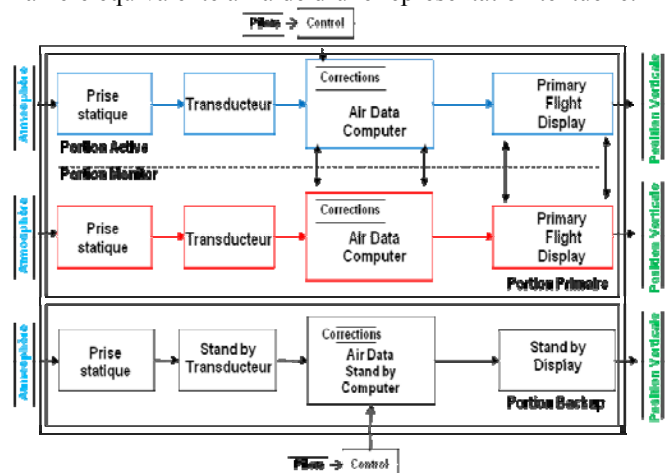 Pilote → Control
Atmosphère
Prise
statique
Transducteur
Corrections
Air Data
Computer
Primary
Flight
Display
Position Verticale
Portion Active
Portion Monitor
Atmosphère
Prise
statique
Transducteur
Corrections
Air Data
Computer
Primary
Flight
Display
Position Verticale
Portion Primaire
Atmosphère
Prise
statique
Stand by
Transducteur
Corrections
Air Data
Stand by
Computer
Stand by
Display
Position Verticale
Portion Backup
Pilote → Control